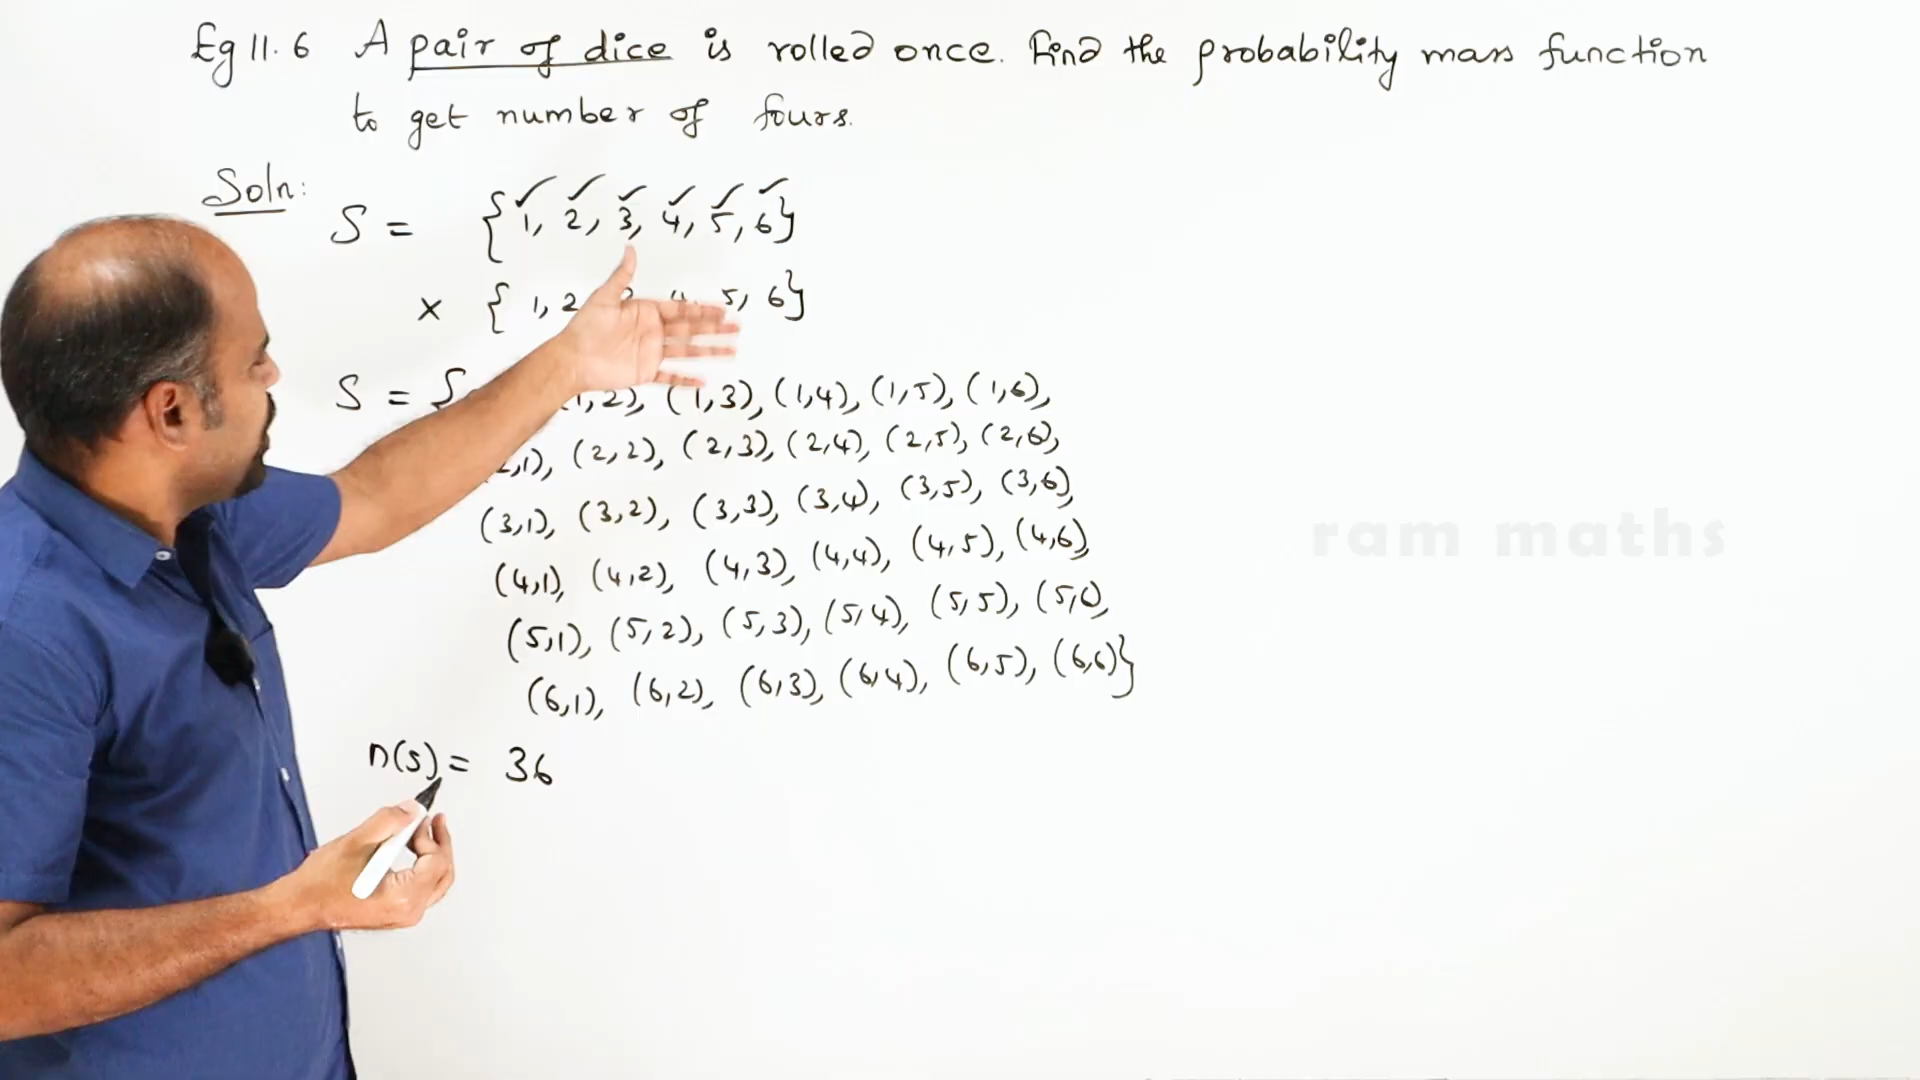 Eg 11.6 A pair of dice is rolled once. Find the probability mass function
to get number of fours.
Soln:
S = {1, 2, 3, 4, 5, 6}
× { 1, 2 5, 6}
S = { (1,2), (1,3), (1,4), (1,5), (1,6),
(2,2), (2,3), (2,4), (2,5), (2,6),
(3,1), (3,2), (3,3), (3,4), (3,5), (3,6),
(4,1), (4,2), (4,3), (4,4), (4,5), (4,6),
(5,1), (5,2), (5,3), (5,4), (5,5), (5,6),
(6,1), (6,2), (6,3), (6,4), (6,5), (6,6)}
n(s) = 36
ram maths